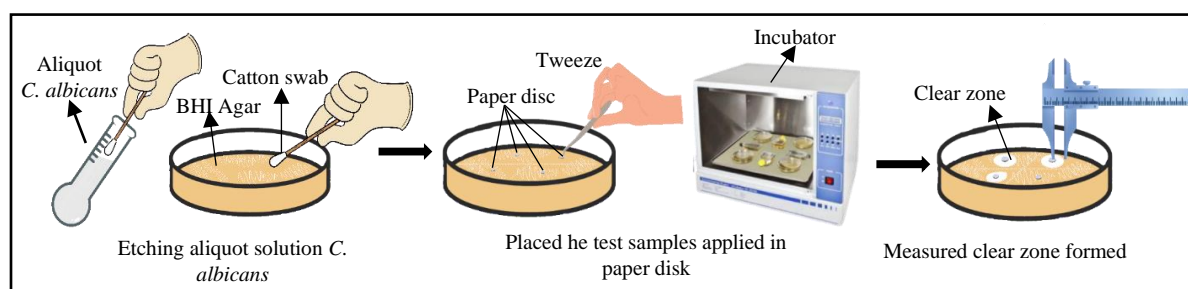 Aliquot
C. albicans
BHI Agar
Catton swab
Etching aliquot solution C.
albicans
Paper disc
Tweeze
Incubator
Placed he test samples applied in
paper disk
Clear zone
Measured clear zone formed